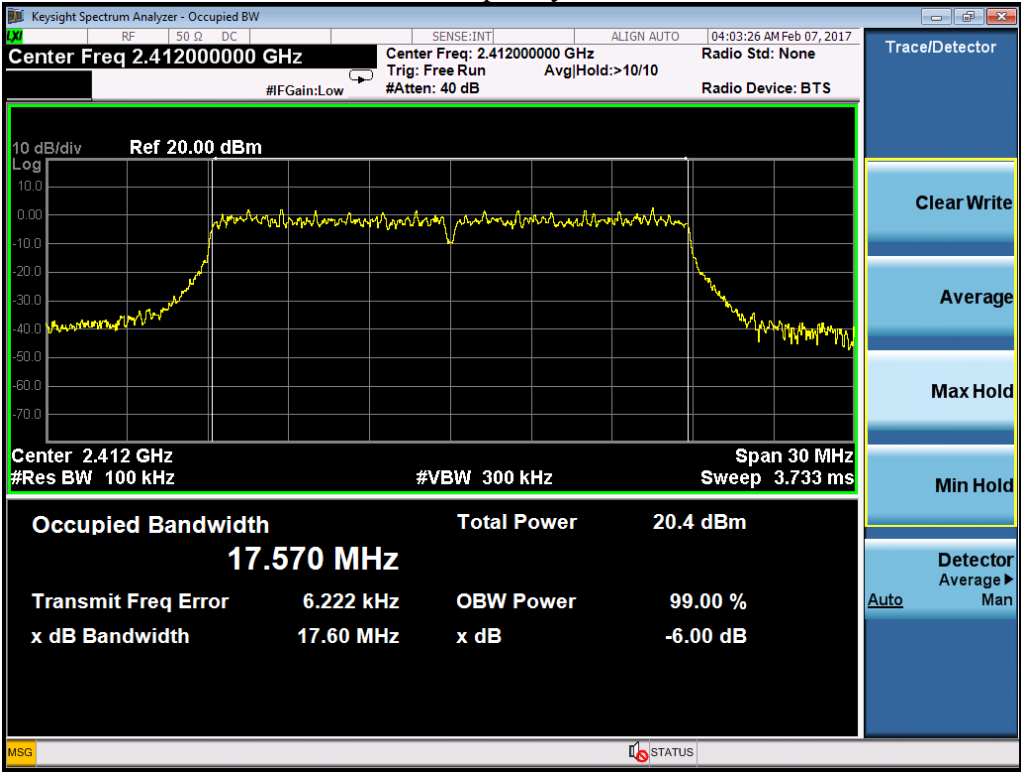 Keysight Spectrum Analyzer - Occupied BW
LXI RF 50 Ω DC SENSE:INT ALIGN AUTO 04:03:26 AM Feb 07, 2017
Center Freq 2.412000000 GHz
Center Freq: 2.412000000 GHz Radio Std: None
Trig: Free Run Avg|Hold:>10/10
#IFGain:Low #Atten: 40 dB Radio Device: BTS
10 dB/div Ref 20.00 dBm
Log
10.0
0.00
-10.0
-20.0
-30.0
-40.0
-50.0
-60.0
-70.0
Center 2.412 GHz Span 30 MHz
#Res BW 100 kHz #VBW 300 kHz Sweep 3.733 ms
Occupied Bandwidth Total Power 20.4 dBm
17.570 MHz
Transmit Freq Error 6.222 kHz OBW Power 99.00 %
x dB Bandwidth 17.60 MHz x dB -6.00 dB
Trace/Detector
Clear Write
Average
Max Hold
Min Hold
Detector
Average
Auto Man
MSG STATUS